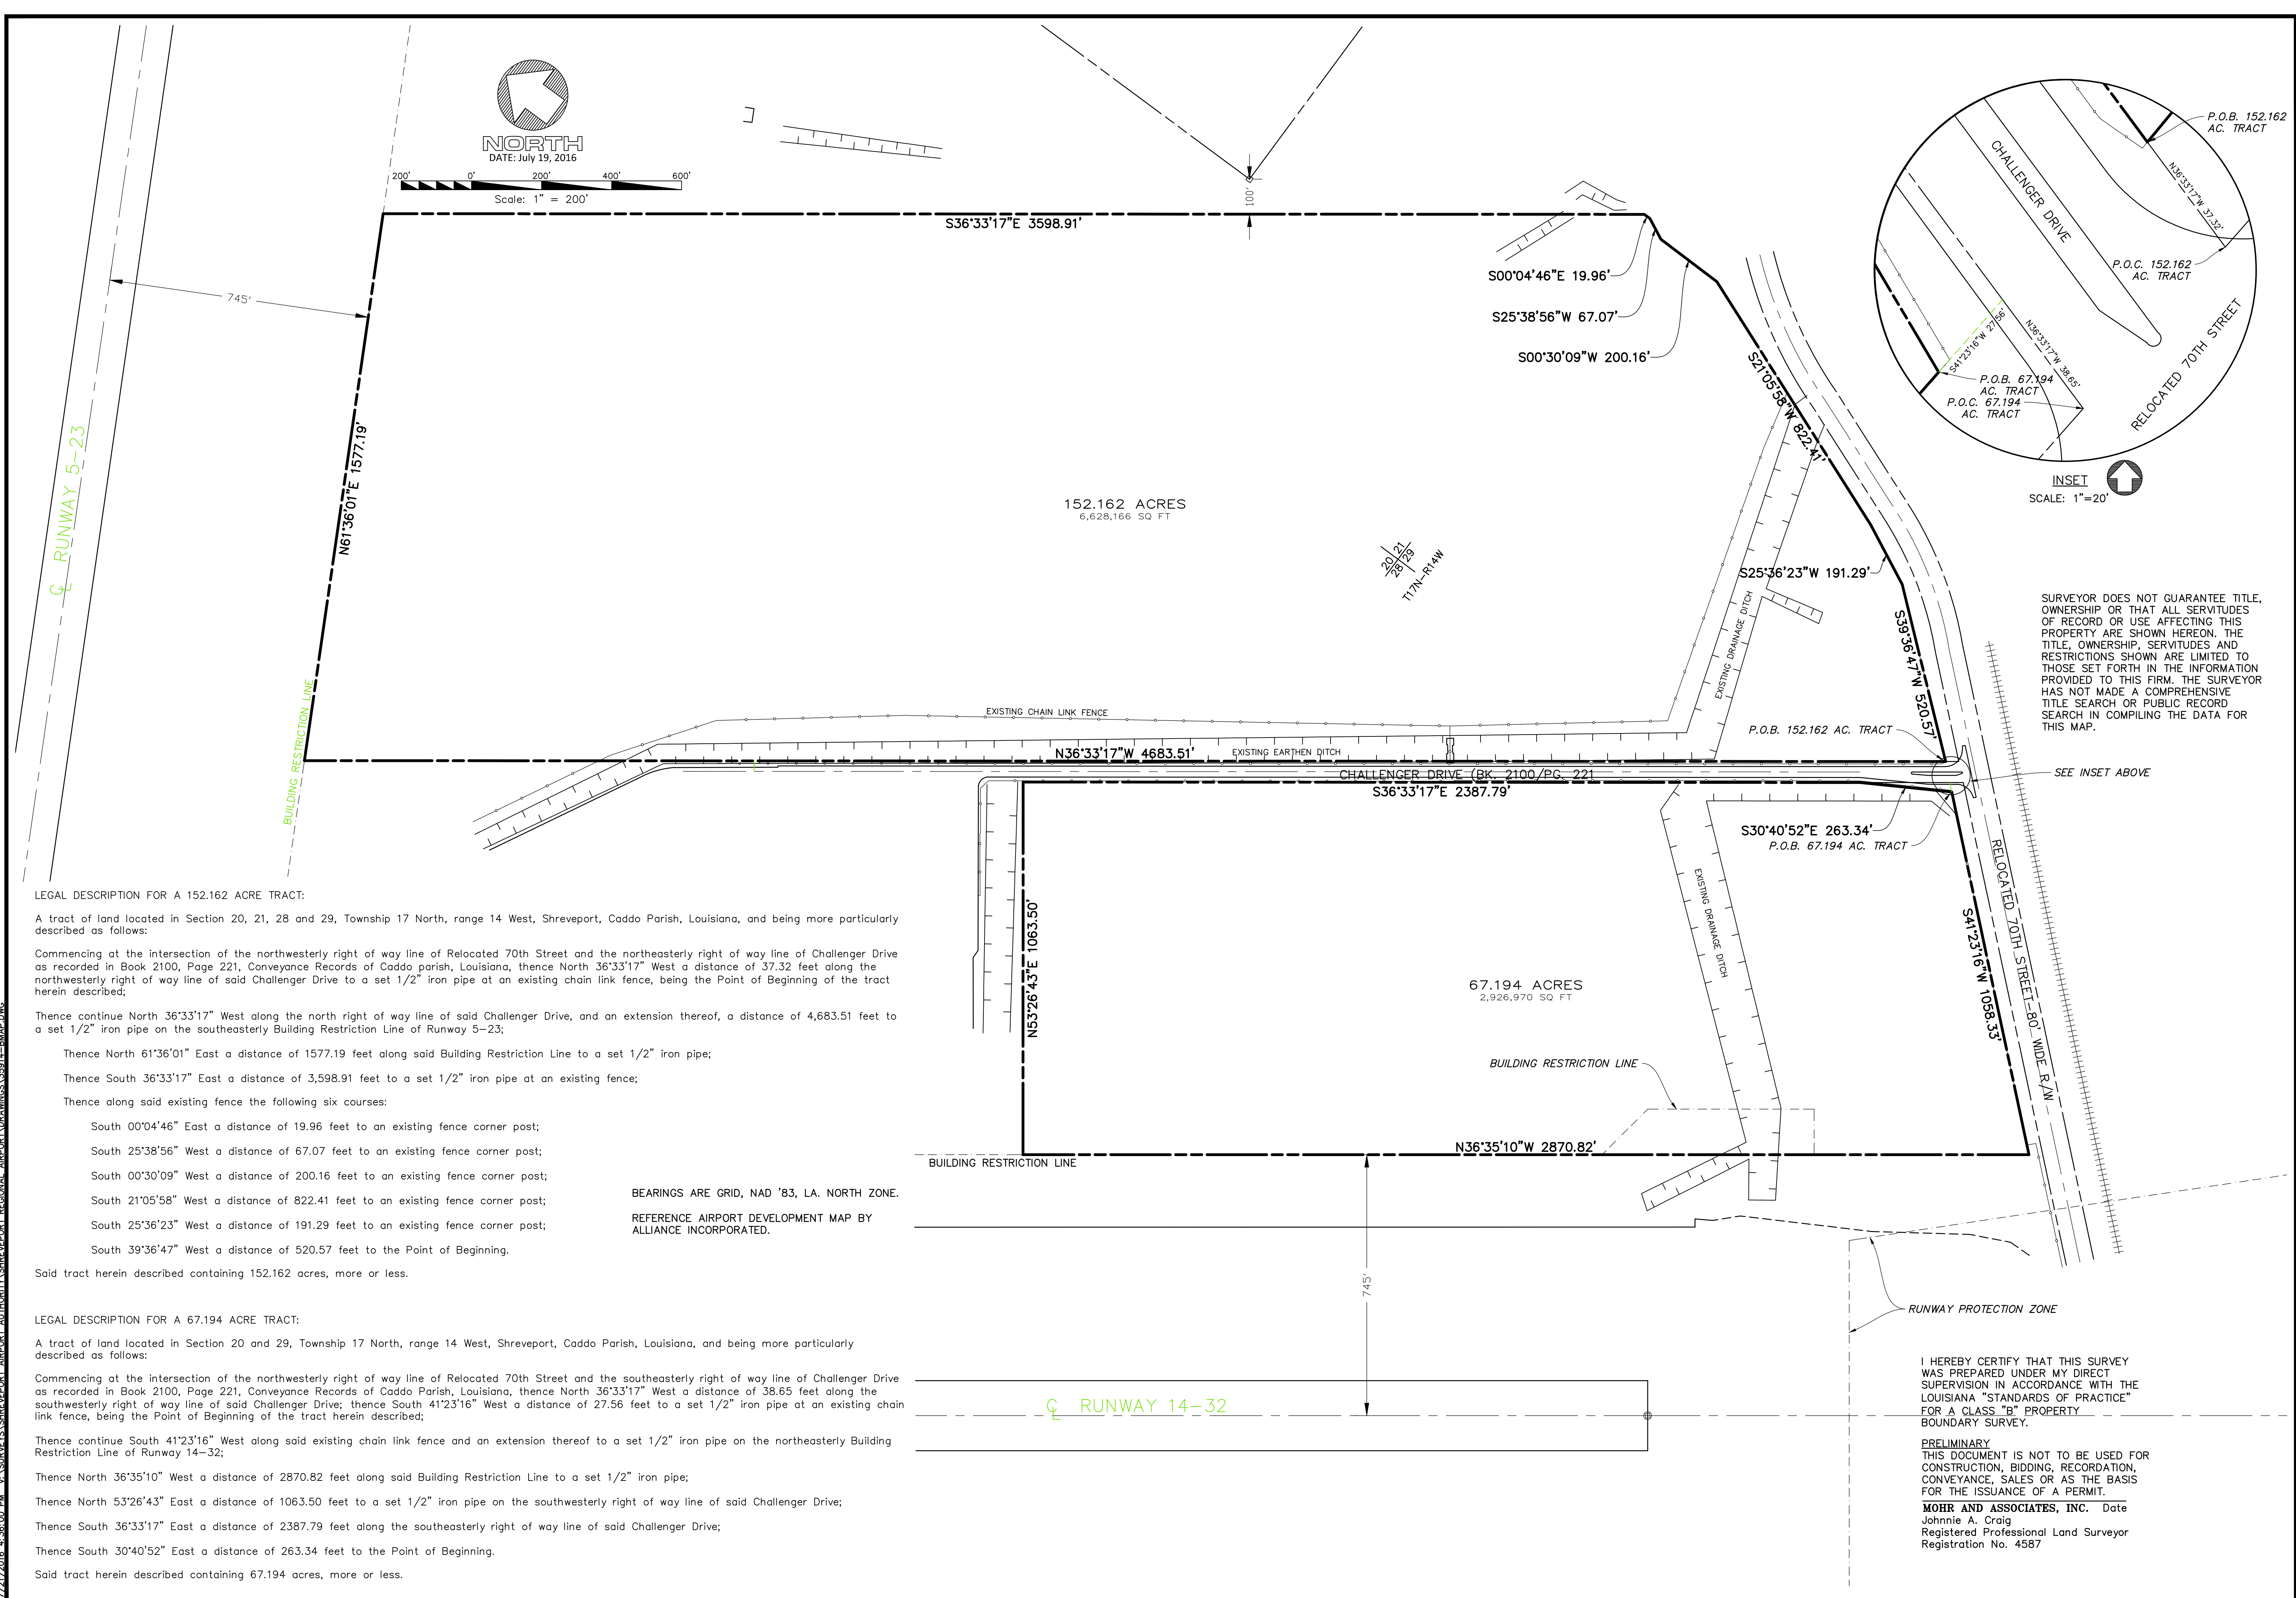 NORTH
DATE: July 19, 2016
200' 0' 200' 400' 600'
Scale: 1" = 200'
S36°33'17"E 3598.91'
100'
745'
℄ RUNWAY 5-23
N61°36'01"E 1577.19'
BUILDING RESTRICTION LINE
S00°04'46"E 19.96'
S25°38'56"W 67.07'
S00°30'09"W 200.16'
S21°05'58"W 822.41'
152.162 ACRES
6,628,166 SQ FT
20 21
28 29
T17N-R14W
S25°36'23"W 191.29'
EXISTING DRAINAGE DITCH
S39°36'47"W 520.57'
EXISTING CHAIN LINK FENCE
P.O.B. 152.162 AC. TRACT
N36°33'17"W 4683.51'
EXISTING EARTHEN DITCH
CHALLENGER DRIVE (BK. 2100/PG. 221
S36°33'17"E 2387.79'
SEE INSET ABOVE
S30°40'52"E 263.34'
P.O.B. 67.194 AC. TRACT
P.O.B. 152.162
AC. TRACT
N36°33'17"W 37.32'
CHALLENGER DRIVE
P.O.C. 152.162
AC. TRACT
S41°23'16"W 27.56'
N36°33'17"W 38.65'
P.O.B. 67.194
AC. TRACT
P.O.C. 67.194
AC. TRACT
RELOCATED 70TH STREET
INSET
SCALE: 1"=20'
SURVEYOR DOES NOT GUARANTEE TITLE,
OWNERSHIP OR THAT ALL SERVITUDES
OF RECORD OR USE AFFECTING THIS
PROPERTY ARE SHOWN HEREON. THE
TITLE, OWNERSHIP, SERVITUDES AND
RESTRICTIONS SHOWN ARE LIMITED TO
THOSE SET FORTH IN THE INFORMATION
PROVIDED TO THIS FIRM. THE SURVEYOR
HAS NOT MADE A COMPREHENSIVE
TITLE SEARCH OR PUBLIC RECORD
SEARCH IN COMPILING THE DATA FOR
THIS MAP.
RELOCATED 70TH STREET-80' WIDE R/W
S41°23'16"W 1058.33'
N53°26'43"E 1063.50'
EXISTING DRAINAGE DITCH
67.194 ACRES
2,926,970 SQ FT
BUILDING RESTRICTION LINE
N36°35'10"W 2870.82'
BUILDING RESTRICTION LINE
745'
RUNWAY PROTECTION ZONE
℄ RUNWAY 14-32
LEGAL DESCRIPTION FOR A 152.162 ACRE TRACT:
A tract of land located in Section 20, 21, 28 and 29, Township 17 North, range 14 West, Shreveport, Caddo Parish, Louisiana, and being more particularly
described as follows:
Commencing at the intersection of the northwesterly right of way line of Relocated 70th Street and the northeasterly right of way line of Challenger Drive
as recorded in Book 2100, Page 221, Conveyance Records of Caddo parish, Louisiana, thence North 36°33'17" West a distance of 37.32 feet along the
northwesterly right of way line of said Challenger Drive to a set 1/2" iron pipe at an existing chain link fence, being the Point of Beginning of the tract
herein described;
Thence continue North 36°33'17" West along the north right of way line of said Challenger Drive, and an extension thereof, a distance of 4,683.51 feet to
a set 1/2" iron pipe on the southeasterly Building Restriction Line of Runway 5-23;
Thence North 61°36'01" East a distance of 1577.19 feet along said Building Restriction Line to a set 1/2" iron pipe;
Thence South 36°33'17" East a distance of 3,598.91 feet to a set 1/2" iron pipe at an existing fence;
Thence along said existing fence the following six courses:
South 00°04'46" East a distance of 19.96 feet to an existing fence corner post;
South 25°38'56" West a distance of 67.07 feet to an existing fence corner post;
South 00°30'09" West a distance of 200.16 feet to an existing fence corner post;
South 21°05'58" West a distance of 822.41 feet to an existing fence corner post;
South 25°36'23" West a distance of 191.29 feet to an existing fence corner post;
South 39°36'47" West a distance of 520.57 feet to the Point of Beginning.
Said tract herein described containing 152.162 acres, more or less.
BEARINGS ARE GRID, NAD '83, LA. NORTH ZONE.
REFERENCE AIRPORT DEVELOPMENT MAP BY
ALLIANCE INCORPORATED.
LEGAL DESCRIPTION FOR A 67.194 ACRE TRACT:
A tract of land located in Section 20 and 29, Township 17 North, range 14 West, Shreveport, Caddo Parish, Louisiana, and being more particularly
described as follows:
Commencing at the intersection of the northwesterly right of way line of Relocated 70th Street and the southeasterly right of way line of Challenger Drive
as recorded in Book 2100, Page 221, Conveyance Records of Caddo Parish, Louisiana, thence North 36°33'17" West a distance of 38.65 feet along the
southwesterly right of way line of said Challenger Drive; thence South 41°23'16" West a distance of 27.56 feet to a set 1/2" iron pipe at an existing chain
link fence, being the Point of Beginning of the tract herein described;
Thence continue South 41°23'16" West along said existing chain link fence and an extension thereof to a set 1/2" iron pipe on the northeasterly Building
Restriction Line of Runway 14-32;
Thence North 36°35'10" West a distance of 2870.82 feet along said Building Restriction Line to a set 1/2" iron pipe;
Thence North 53°26'43" East a distance of 1063.50 feet to a set 1/2" iron pipe on the southwesterly right of way line of said Challenger Drive;
Thence South 36°33'17" East a distance of 2387.79 feet along the southeasterly right of way line of said Challenger Drive;
Thence South 30°40'52" East a distance of 263.34 feet to the Point of Beginning.
Said tract herein described containing 67.194 acres, more or less.
I HEREBY CERTIFY THAT THIS SURVEY
WAS PREPARED UNDER MY DIRECT
SUPERVISION IN ACCORDANCE WITH THE
LOUISIANA "STANDARDS OF PRACTICE"
FOR A CLASS "B" PROPERTY
BOUNDARY SURVEY.
PRELIMINARY
THIS DOCUMENT IS NOT TO BE USED FOR
CONSTRUCTION, BIDDING, RECORDATION,
CONVEYANCE, SALES OR AS THE BASIS
FOR THE ISSUANCE OF A PERMIT.
MOHR AND ASSOCIATES, INC. Date
Johnnie A. Craig
Registered Professional Land Surveyor
Registration No. 4587